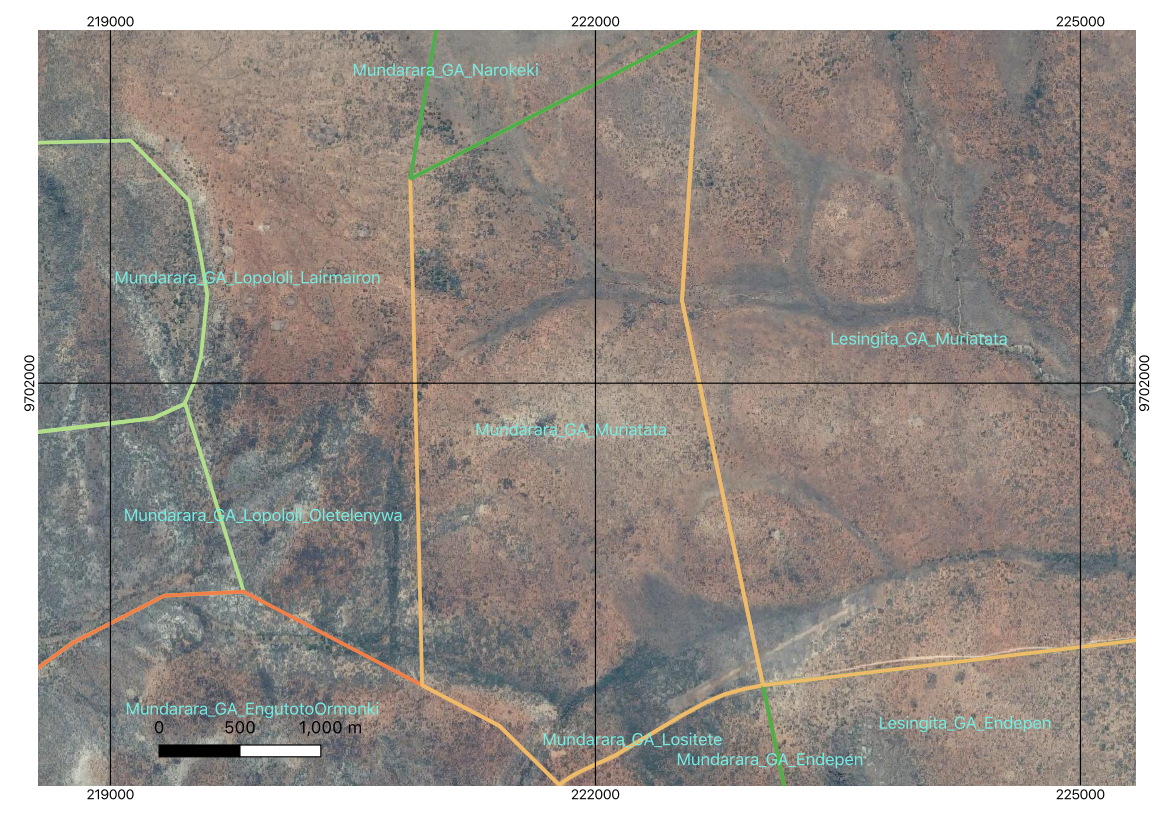 219000
222000
225000
Mundarara_GA_Narokeki
Mundarara_GA_Lopololi_Lairmairon
Lesingita_GA_Muriatata
9702000
9702000
Mundarara_GA_Muriatata
Mundarara_GA_Lopololi_Oletelenywa
Mundarara_GA_EngutotoOrmonki
0 500 1,000 m
Lesingita_GA_Endepen
Mundarara_GA_Lositete
Mundarara_GA_Endepen
219000
222000
225000